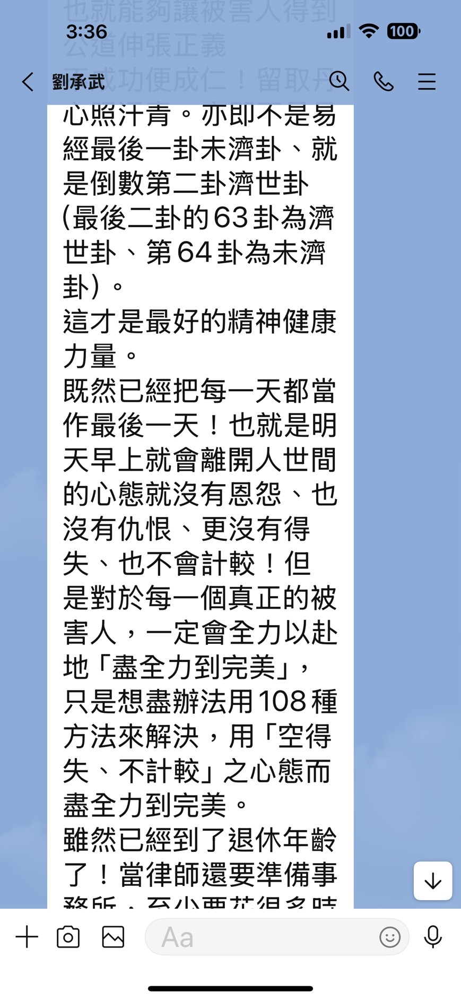 也就能夠讓被害人得到
3:36
100
公道伸張正義
不成功便成仁！留取丹
劉承武
心照汗青。亦即不是易
經最後一卦未濟卦、就
是倒數第二卦濟世卦
(最後二卦的63卦為濟
世卦、第64卦為未濟
卦)。
這才是最好的精神健康
力量。
既然已經把每一天都當
作最後一天！也就是明
天早上就會離開人世間
的心態就沒有恩怨、也
沒有仇恨、更沒有得
失、也不會計較！但
是對於每一個真正的被
害人，一定會全力以赴
地「盡全力到完美」，
只是想盡辦法用108種
方法來解決，用「空得
失、不計較」之心態而
盡全力到完美。
雖然已經到了退休年齡
了！當律師還要準備事
務所，至少要花很多時
Aa